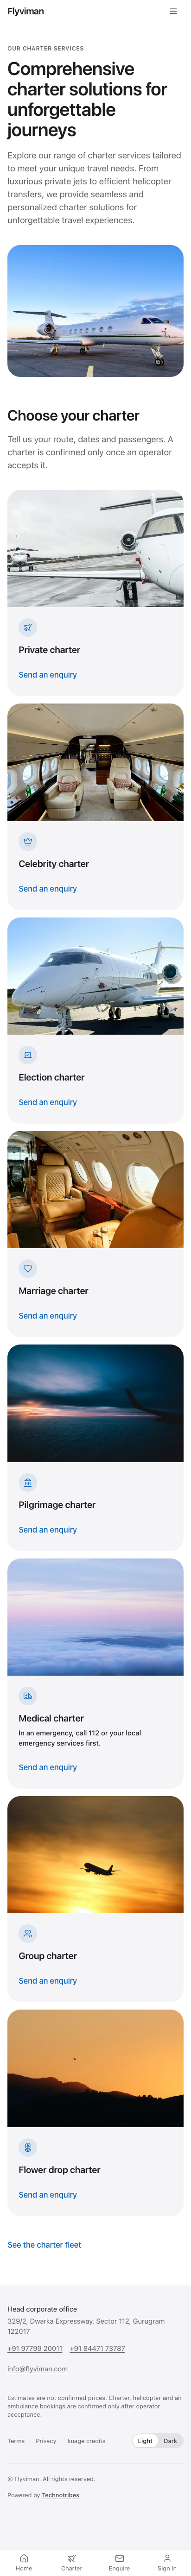 Flyviman
OUR CHARTER SERVICES
Comprehensive
charter solutions for
unforgettable
journeys
Explore our range of charter services tailored
to meet your unique travel needs. From
luxurious private jets to efficient helicopter
transfers, we provide seamless and
personalized charter solutions for
unforgettable travel experiences.
Choose your charter
Tell us your route, dates and passengers. A
charter is confirmed only once an operator
accepts it.
Private charter
Send an enquiry
Celebrity charter
Send an enquiry
Election charter
Send an enquiry
Marriage charter
Send an enquiry
Pilgrimage charter
Send an enquiry
Medical charter
In an emergency, call 112 or your local
emergency services first.
Send an enquiry
Group charter
Send an enquiry
Flower drop charter
Send an enquiry
See the charter fleet
Head corporate office
329/2, Dwarka Expressway, Sector 112, Gurugram
122017
+91 97799 20011 +91 84471 73787
info@flyviman.com
Estimates are not confirmed prices. Charter, helicopter and air
ambulance bookings only once an operator
acceptance.
Terms Privacy Image credits Light Dark
© Flyviman. All rights reserved.
Powered by Technotribes
Home Charter Enquire Sign in